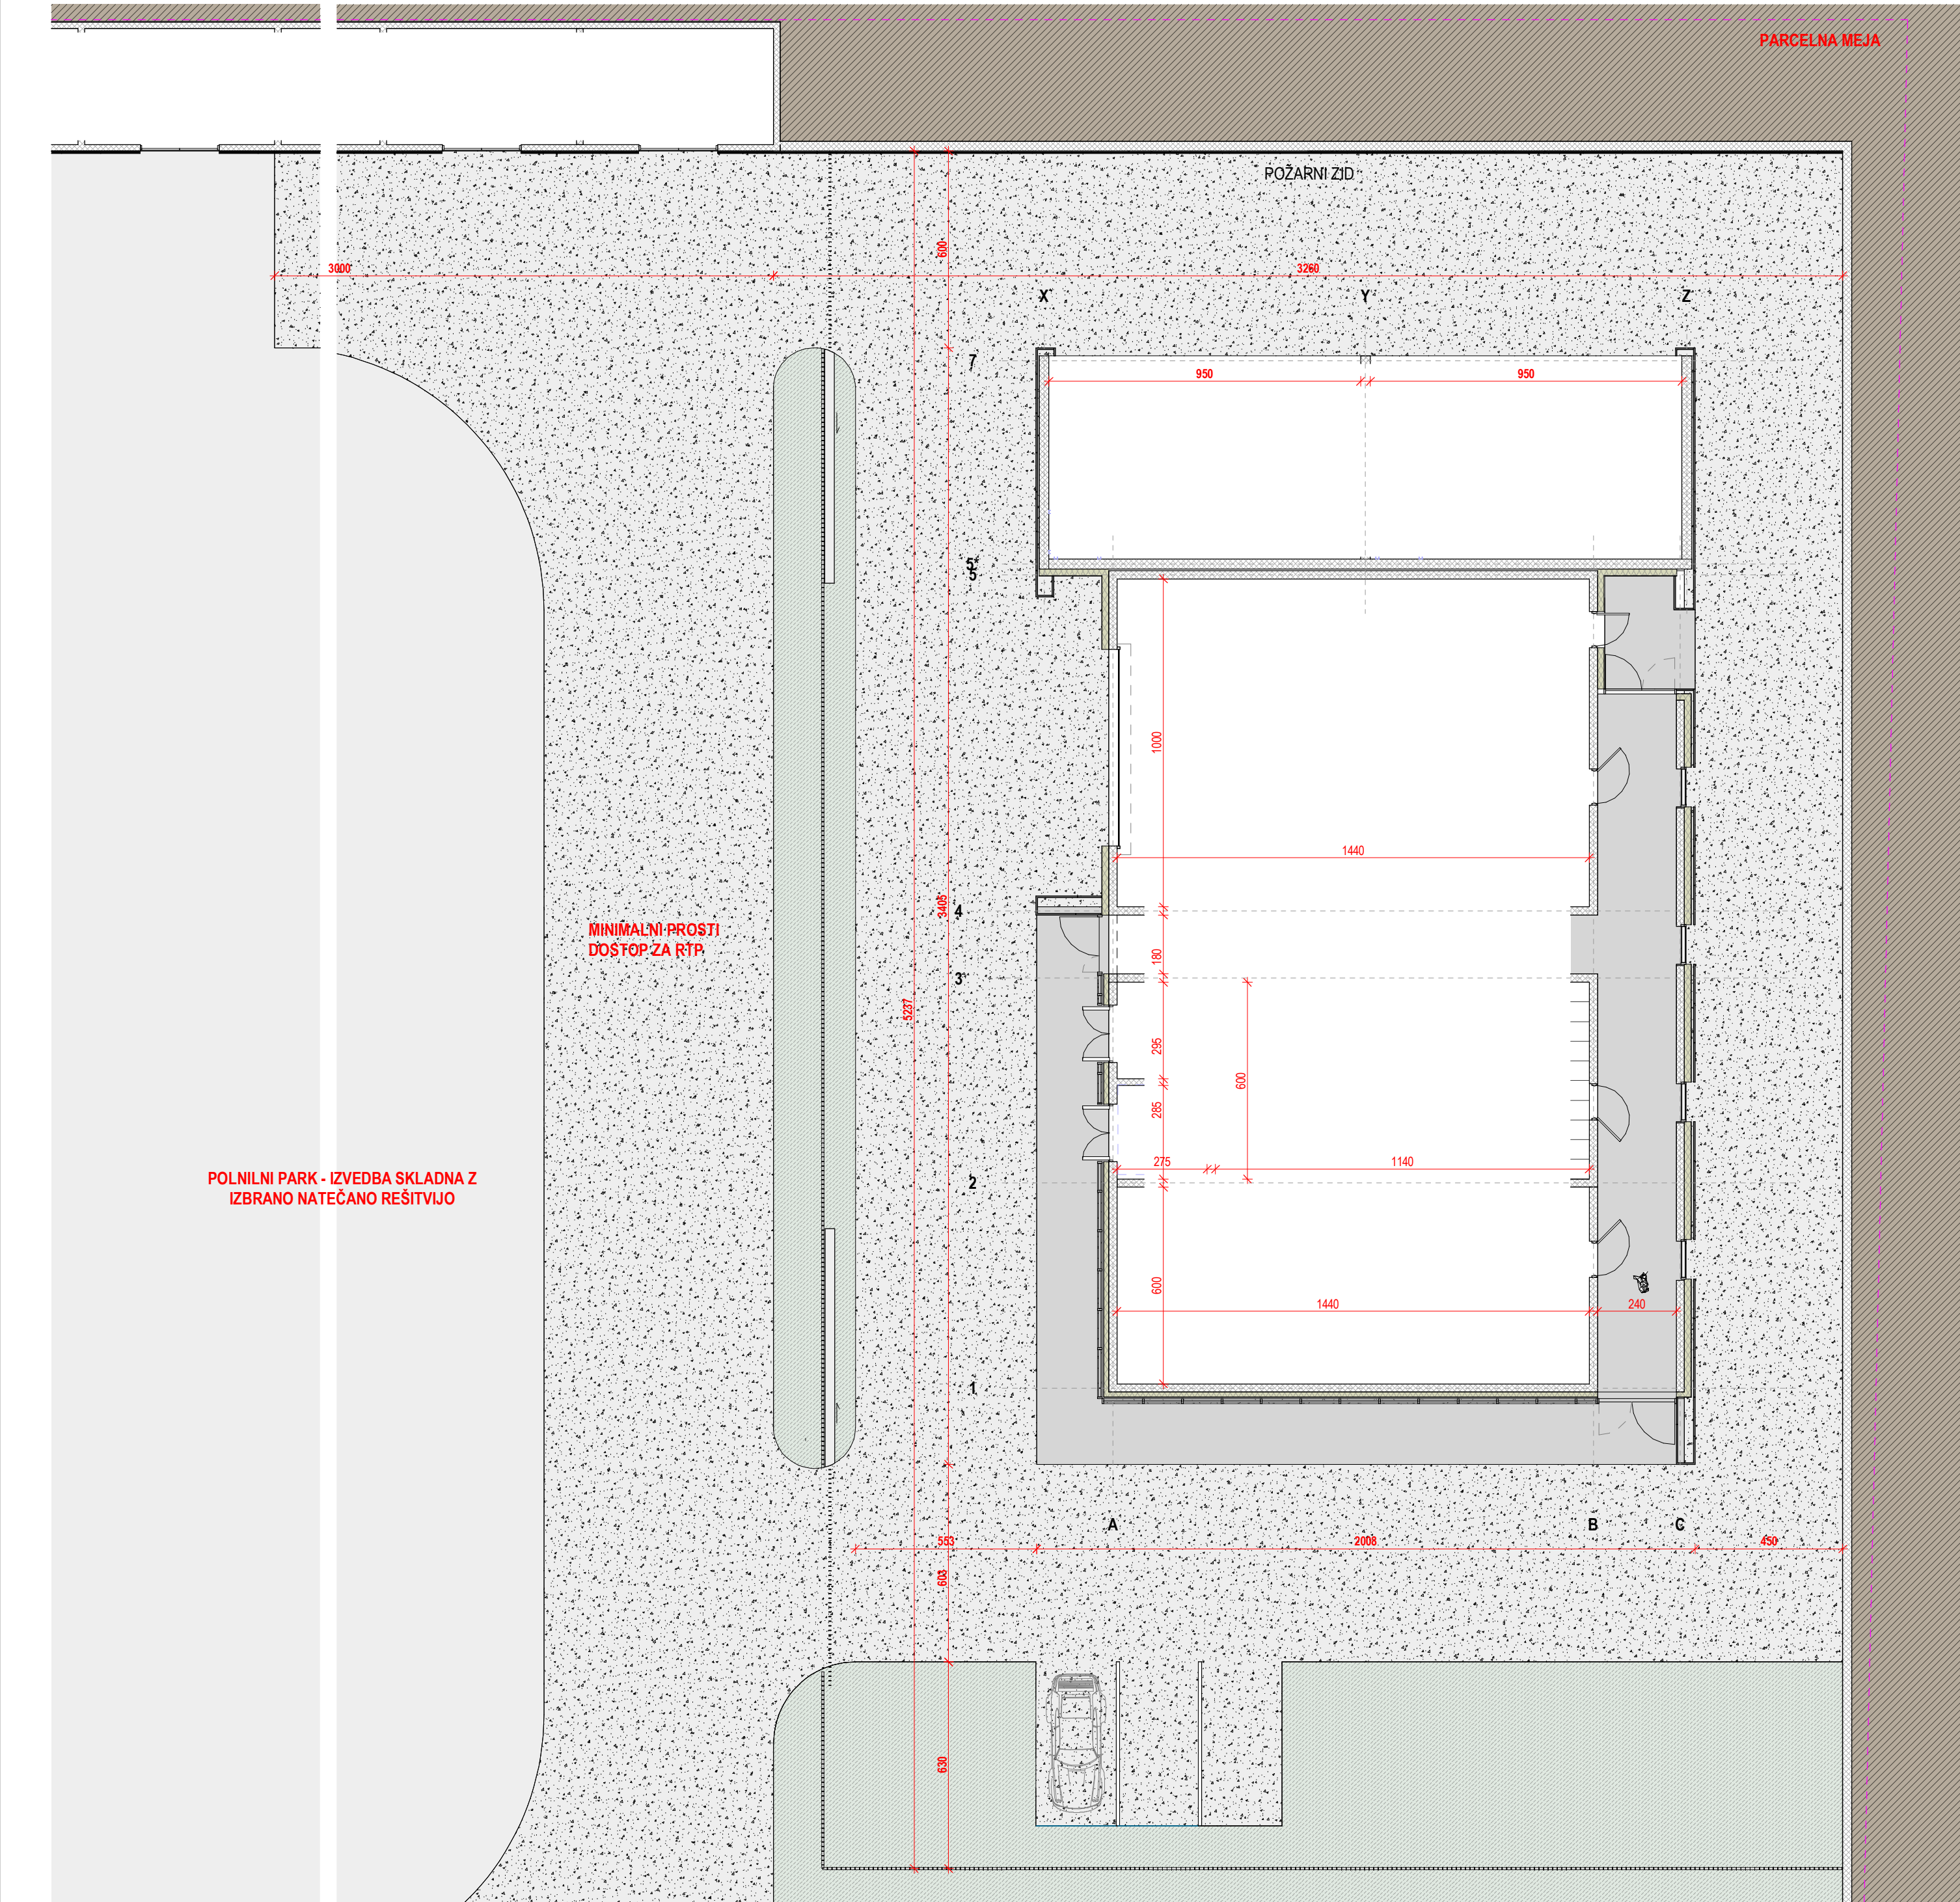 PARCELNA MEJA
POŽARNI ZID
600
3000
3260
X
Y
Z
7
950
950
5*
5
1000
1440
3405
4
MINIMALNI PROSTI
DOSTOP ZA RTP
180
3
5237
295
600
285
275
1140
POLNILNI PARK - IZVEDBA SKLADNA Z
IZBRANO NATEČANO REŠITVIJO
2
600
1440
240
1
A
B
C
553
2008
450
603
630